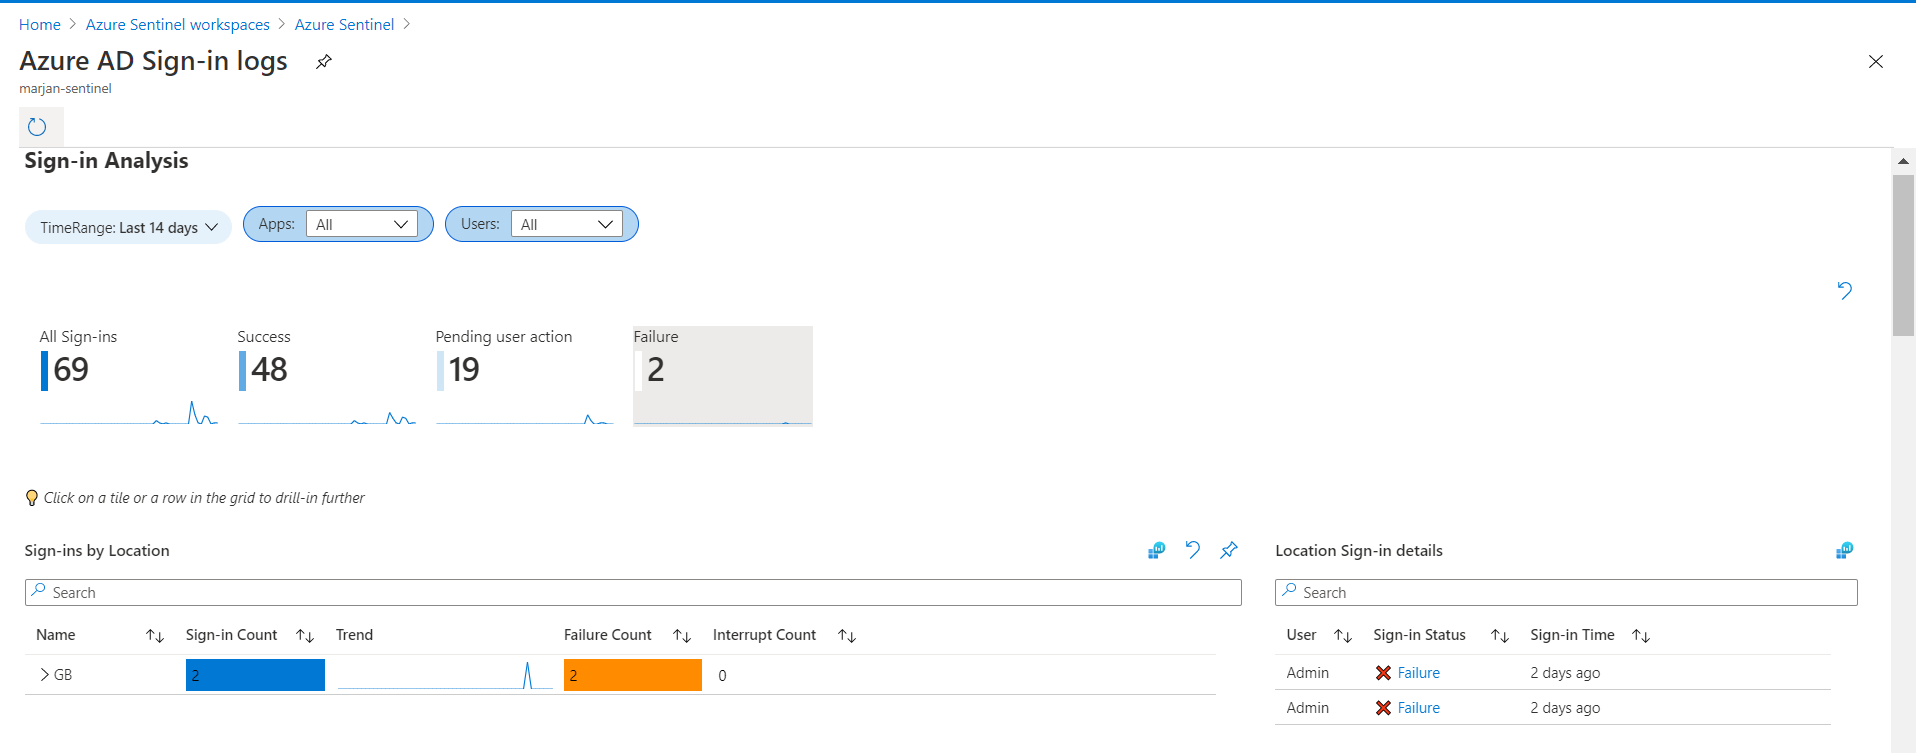 Home > Azure Sentinel workspaces > Azure Sentinel >
Azure AD Sign-in logs
marjan-sentinel
Sign-in Analysis
TimeRange: Last 14 days Apps: All Users: All
All Sign-ins Success Pending user action Failure
69 48 19 2
Click on a tile or a row in the grid to drill-in further
Sign-ins by Location
Search
Name Sign-in Count Trend Failure Count Interrupt Count
GB 2 2 0
Location Sign-in details
Search
User Sign-in Status Sign-in Time
Admin Failure 2 days ago
Admin Failure 2 days ago